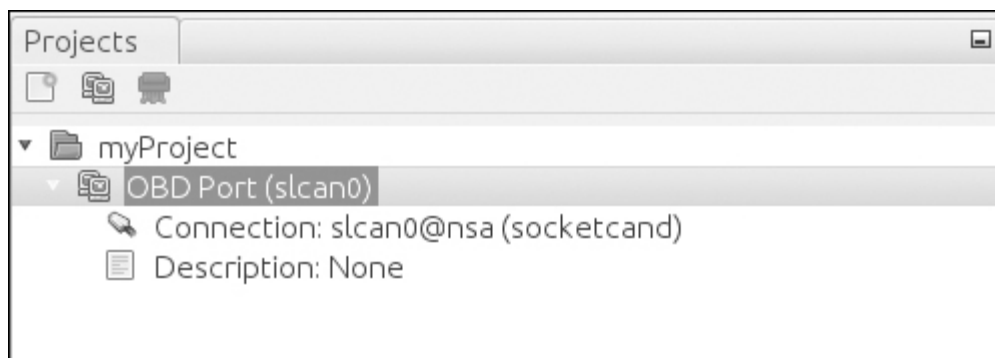 Projects
myProject
OBD Port (slcan0)
Connection: slcan0@nsa (socketcand)
Description: None